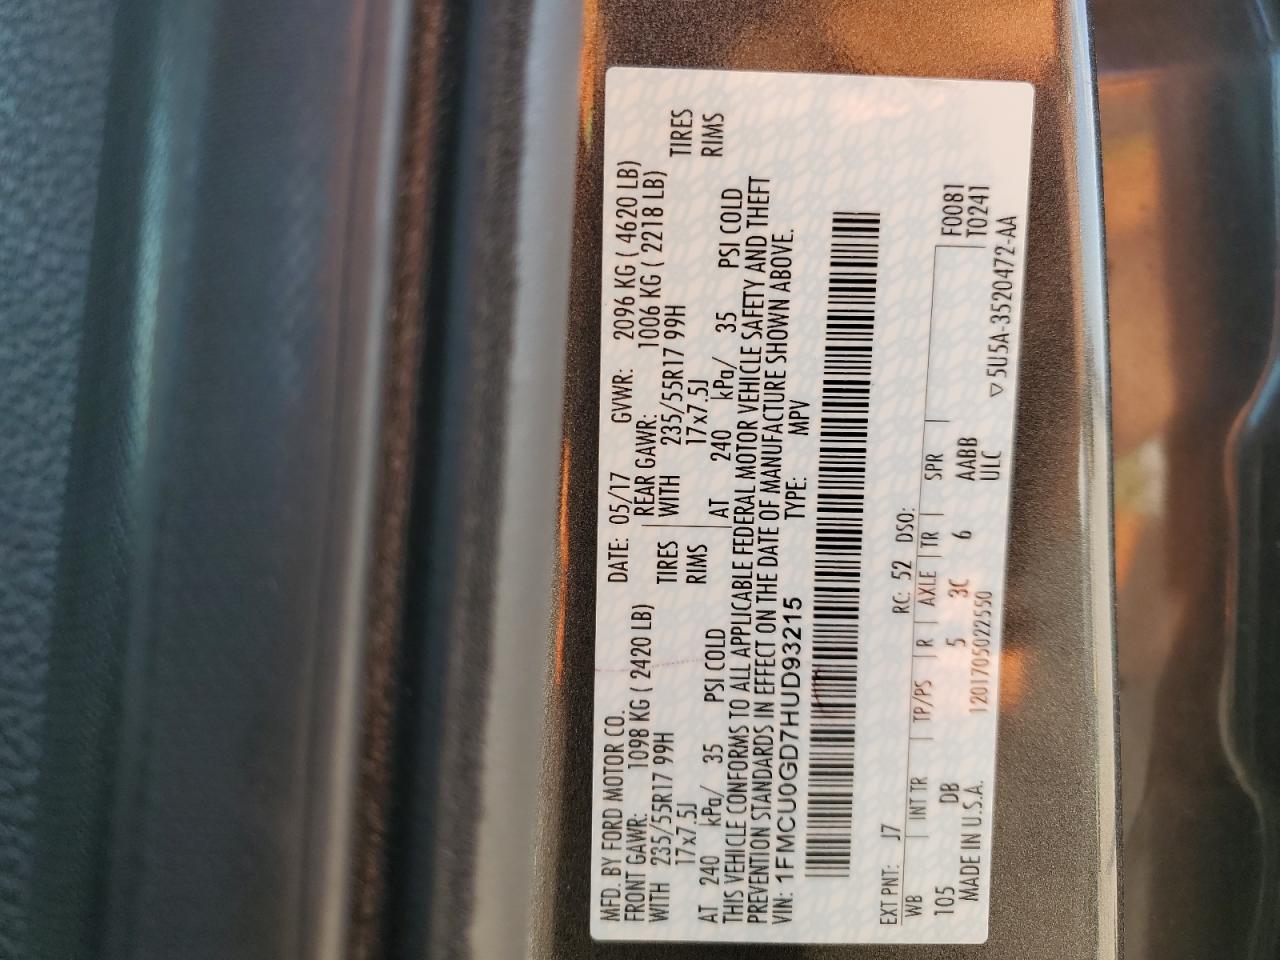 MFD. BY FORD MOTOR CO. DATE: 05/17 GVWR: 2096 KG ( 4620 LB)
FRONT GAWR: 1098 KG ( 2420 LB) REAR GAWR: 1006 KG ( 2218 LB)
WITH 235/55R17 99H TIRES WITH 235/55R17 99H TIRES
17x7.5J RIMS 17x7.5J RIMS
AT 240 kPa/ 35 PSI COLD AT 240 kPa/ 35 PSI COLD
THIS VEHICLE CONFORMS TO ALL APPLICABLE FEDERAL MOTOR VEHICLE SAFETY AND THEFT
PREVENTION STANDARDS IN EFFECT ON THE DATE OF MANUFACTURE SHOWN ABOVE.
VIN: 1FMCU0GD7HUD93215 TYPE: MPV
EXT PNT: J7 RC: 52 DSO:
WB INT TR TP/PS R AXLE TR SPR F0081
105 DB 5 3C 6 AABB T0241
MADE IN U.S.A. 1201705022550 ULC ▽5U5A-3520472-AA